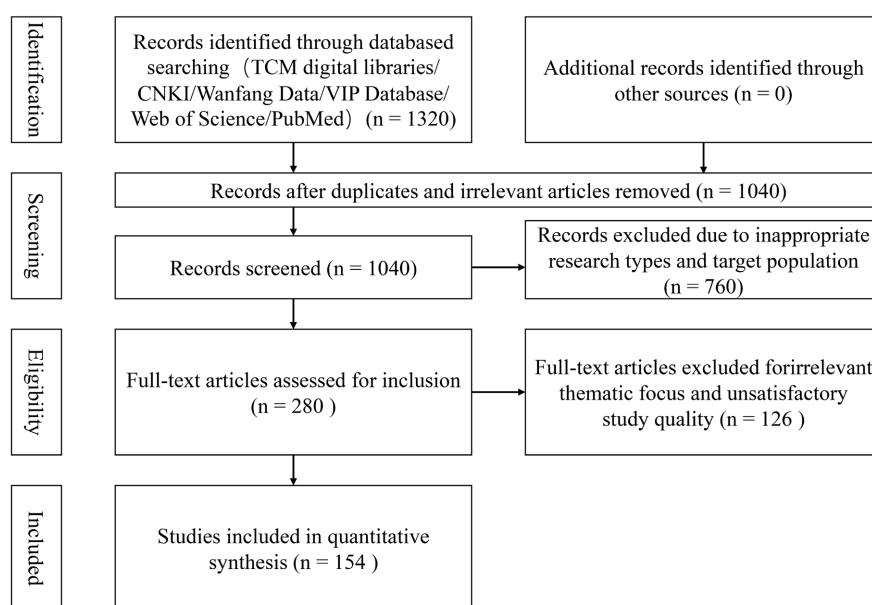 Identification
Records identified through databased
searching（TCM digital libraries/
CNKI/Wanfang Data/VIP Database/
Web of Science/PubMed）(n = 1320)
Additional records identified through
other sources (n = 0)
Screening
Records after duplicates and irrelevant articles removed (n = 1040)
Records screened (n = 1040)
Records excluded due to inappropriate
research types and target population
(n = 760)
Eligibility
Full-text articles assessed for inclusion
(n = 280 )
Full-text articles excluded forirrelevant
thematic focus and unsatisfactory
study quality (n = 126 )
Included
Studies included in quantitative
synthesis (n = 154 )